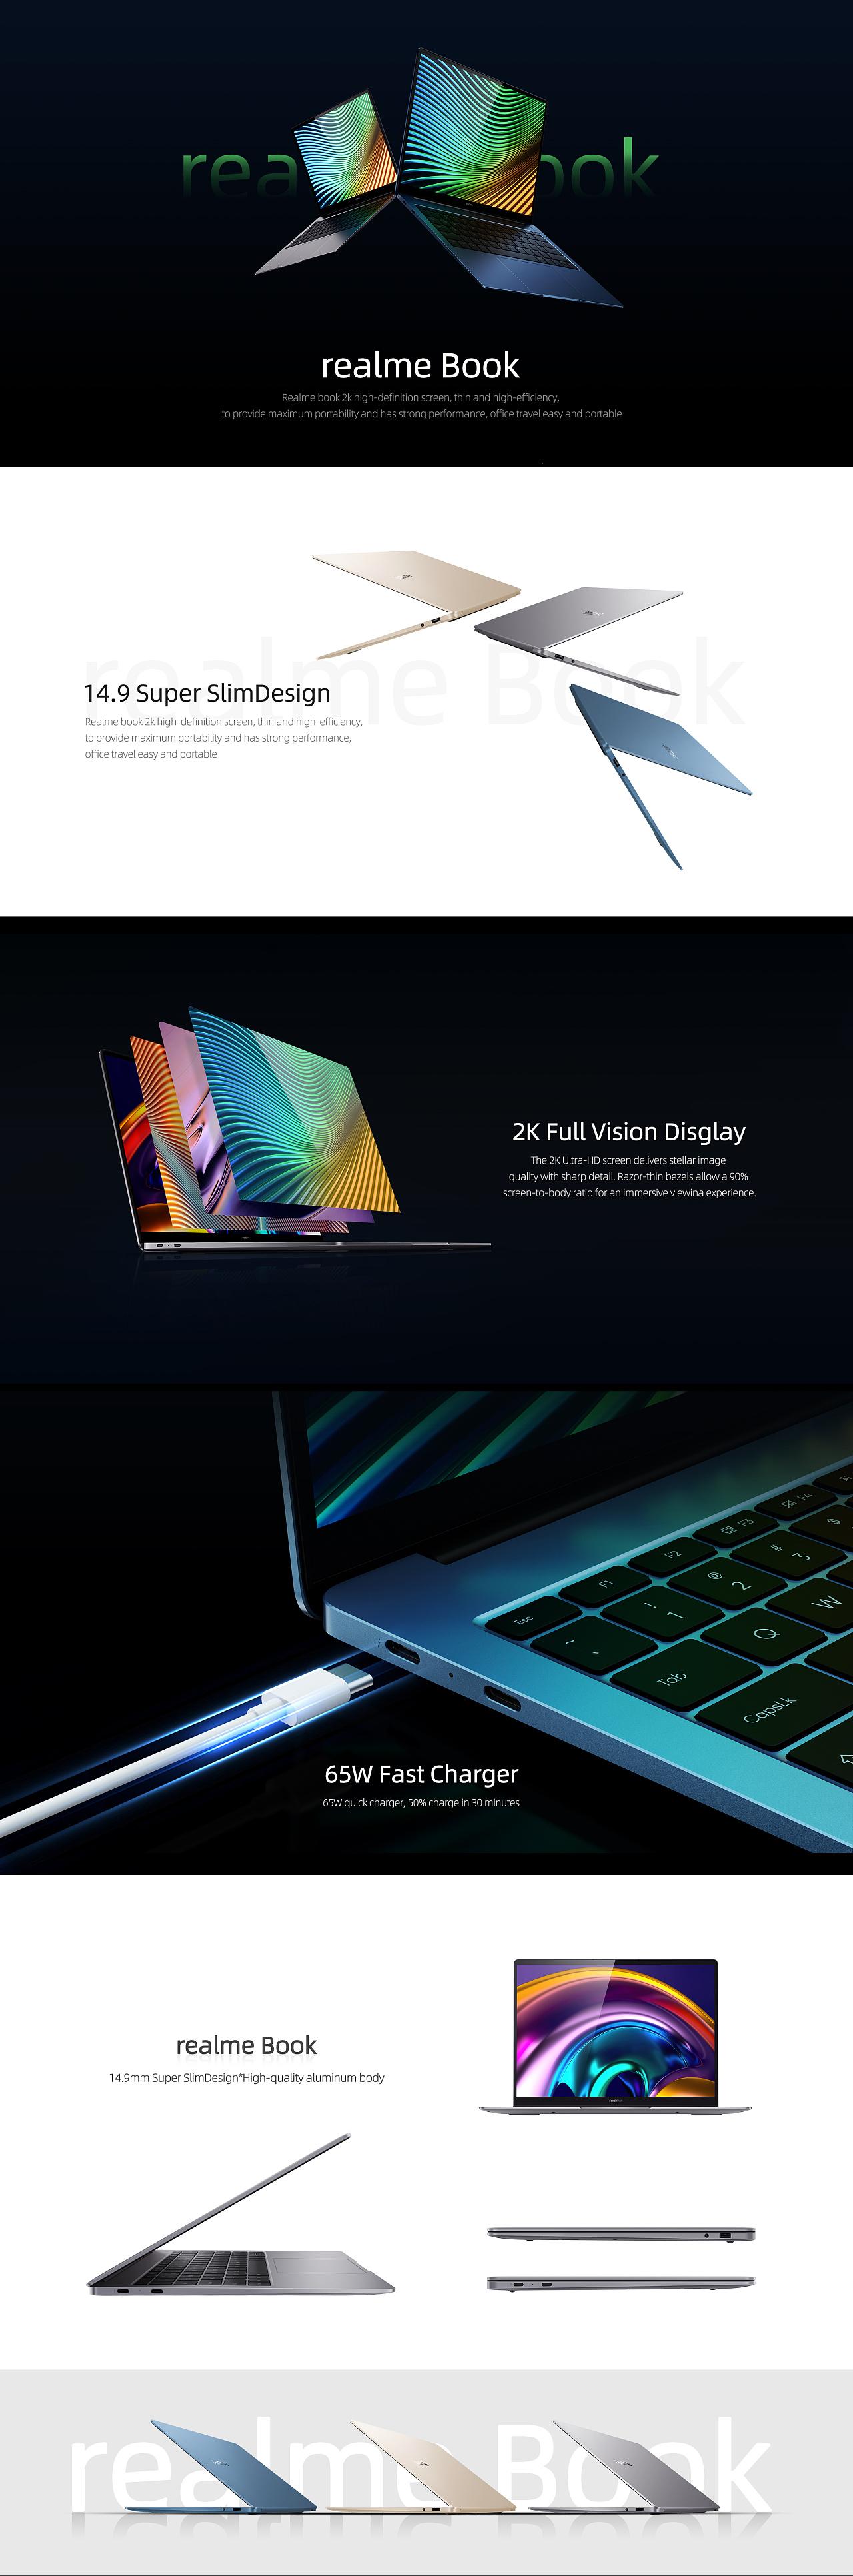 realme Book
realme Book
Realme book 2k high-definition screen, thin and high-efficiency,
to provide maximum portability and has strong performance, office travel easy and portable
realme Book
14.9 Super SlimDesign
Realme book 2k high-definition screen, thin and high-efficiency,
to provide maximum portability and has strong performance,
office travel easy and portable
2K Full Vision Disglay
The 2K Ultra-HD screen delivers stellar image
quality with sharp detail. Razor-thin bezels allow a 90%
screen-to-body ratio for an immersive viewina experience.
Esc F1 F2 F3 F4
~ ! 1 @ 2 # 3 $
Tab Q W
CapsLk
65W Fast Charger
65W quick charger, 50% charge in 30 minutes
realme Book
14.9mm Super SlimDesign*High-quality aluminum body
realme
realme Book